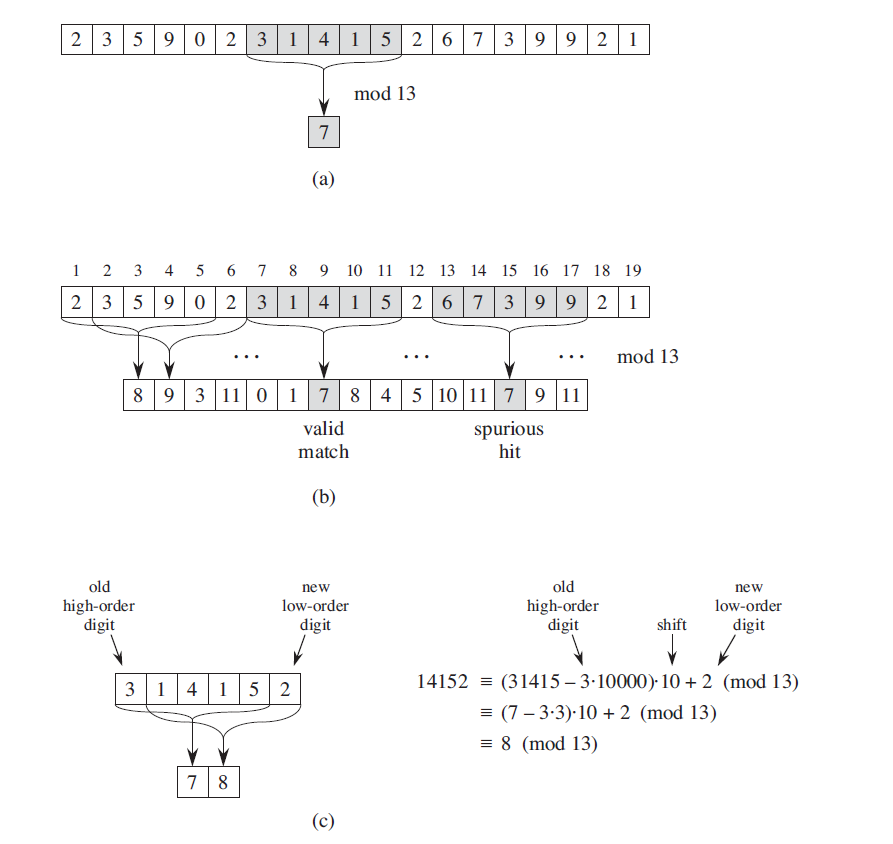 2 3 5 9 0 2 3 1 4 1 5 2 6 7 3 9 9 2 1
mod 13
7
(a)
1 2 3 4 5 6 7 8 9 10 11 12 13 14 15 16 17 18 19
2 3 5 9 0 2 3 1 4 1 5 2 6 7 3 9 9 2 1
… … … mod 13
8 9 3 11 0 1 7 8 4 5 10 11 7 9 11
valid
match
spurious
hit
(b)
old
high-order
digit
new
low-order
digit
3 1 4 1 5 2
7 8
old
high-order
digit
shift
new
low-order
digit
14152 ≡ (31415 – 3·10000)·10 + 2 (mod 13)
≡ (7 – 3·3)·10 + 2 (mod 13)
≡ 8 (mod 13)
(c)